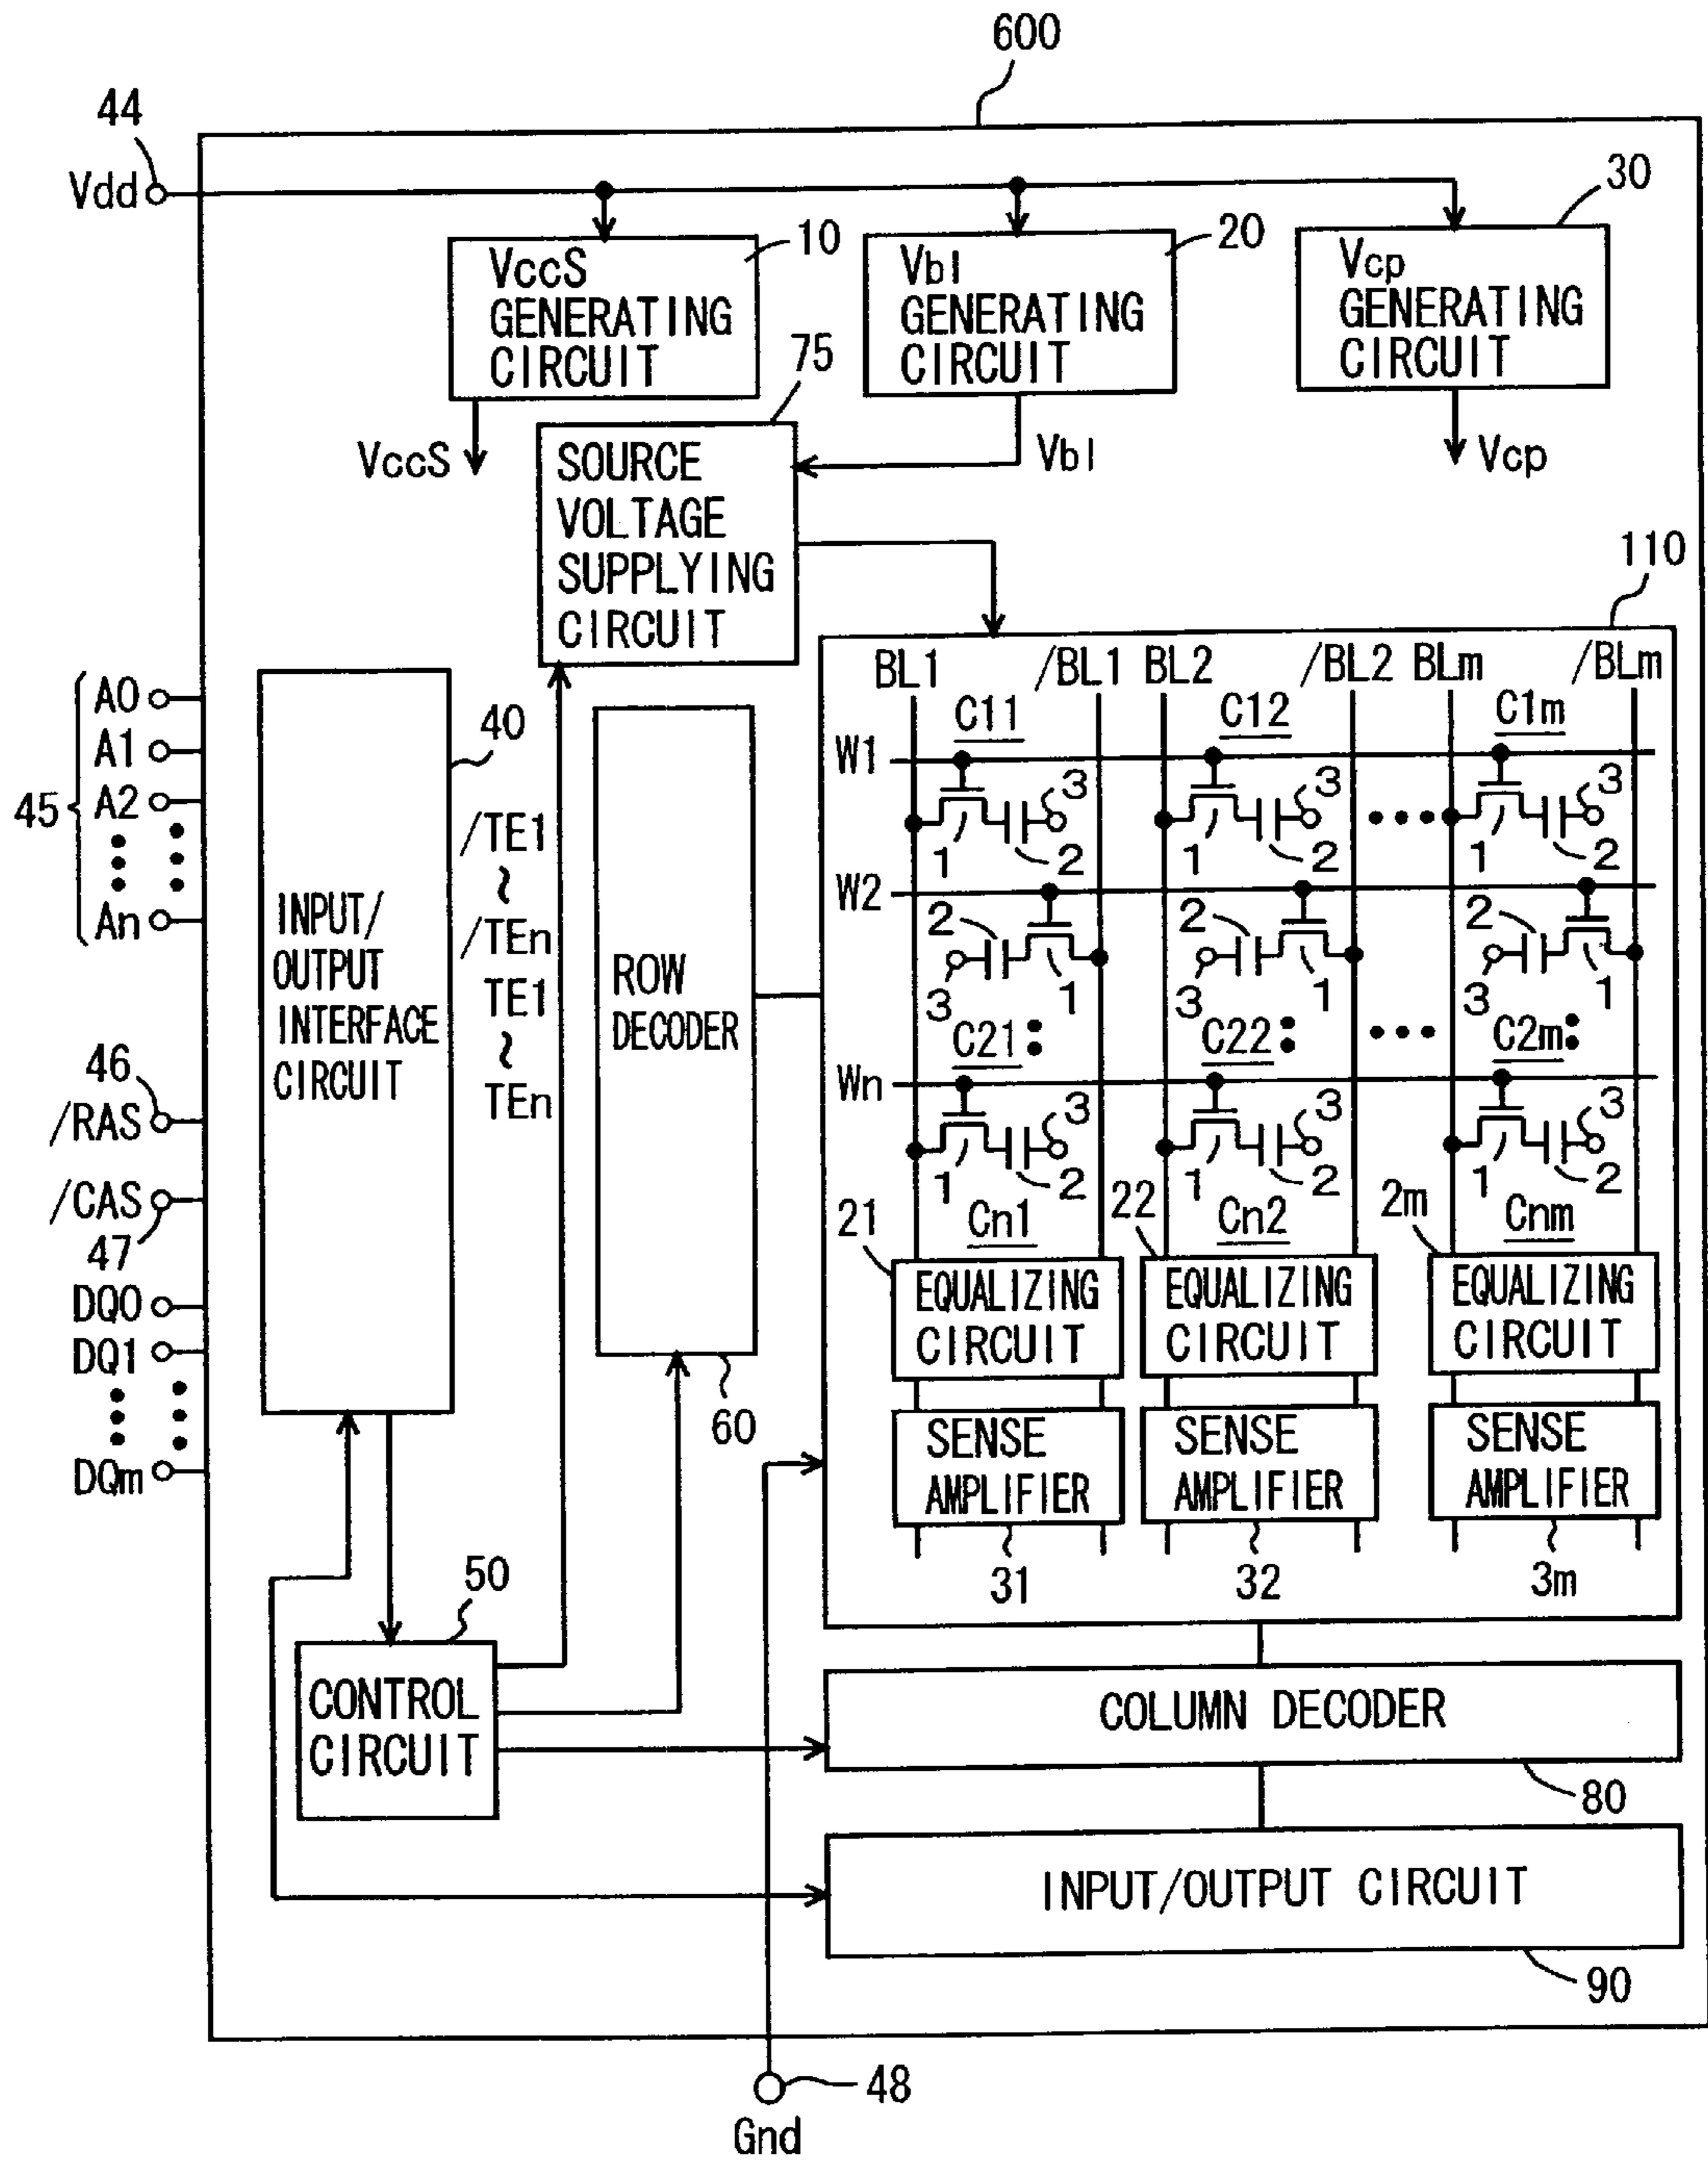 600
44
Vdd
30
10
20
VccS
GENERATING
CIRCUIT
Vbl
GENERATING
CIRCUIT
Vcp
GENERATING
CIRCUIT
75
VccS
Vbl
Vcp
SOURCE
VOLTAGE
SUPPLYING
CIRCUIT
110
BL1 /BL1 BL2 /BL2 BLm /BLm
45
A0
A1
A2
An
40
INPUT/
OUTPUT
INTERFACE
CIRCUIT
/TE1
~
/TEn
TE1
~
TEn
ROW
DECODER
60
46
/RAS
/CAS
47
DQ0
DQ1
DQm
C11 C12 C1m
W1
3 3 3
1 2 1 2 1 2
W2
2 2 2
3 1 3 1 3 1
C21 C22 C2m
Wn
3 3 3
1 2 1 2 1 2
21 Cn1 22 Cn2 2m Cnm
EQUALIZING
CIRCUIT
EQUALIZING
CIRCUIT
EQUALIZING
CIRCUIT
SENSE
AMPLIFIER
SENSE
AMPLIFIER
SENSE
AMPLIFIER
31 32 3m
50
CONTROL
CIRCUIT
COLUMN DECODER
80
INPUT/OUTPUT CIRCUIT
90
48
Gnd